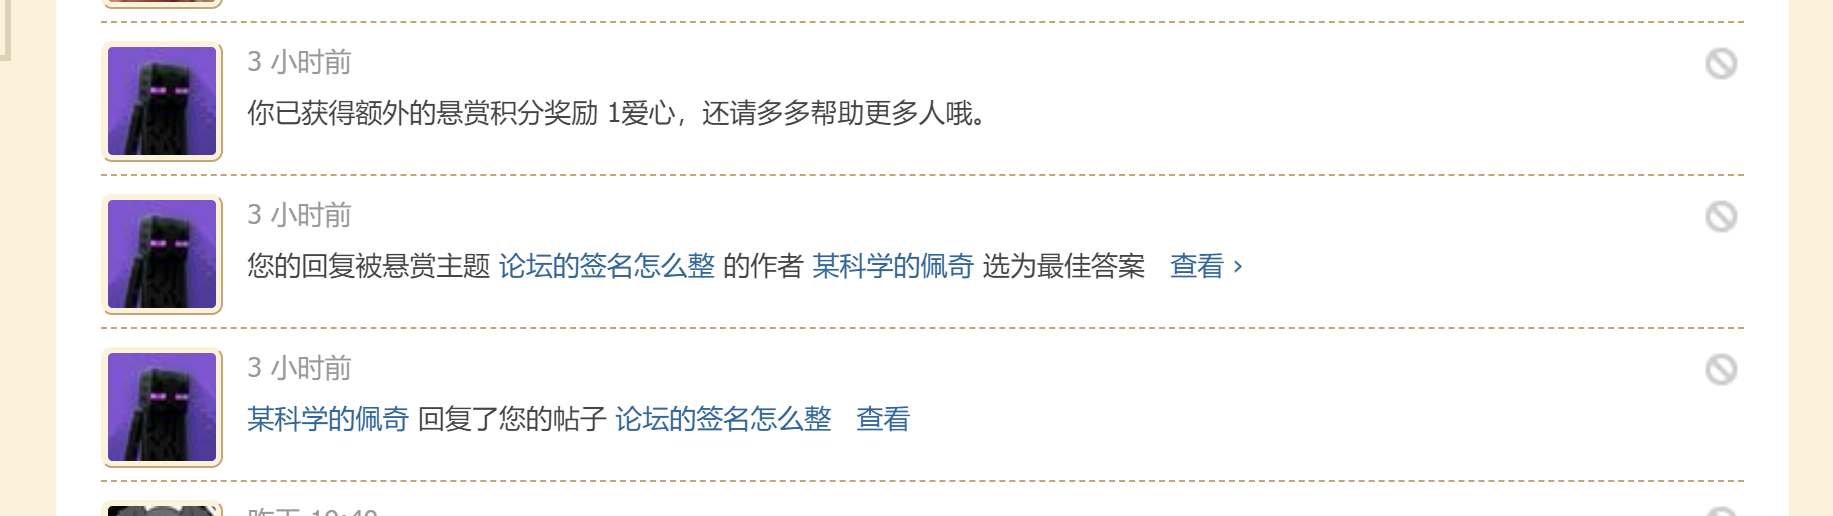 3 小时前
你已获得额外的悬赏积分奖励 1爱心，还请多多帮助更多人哦。
3 小时前
您的回复被悬赏主题 论坛的签名怎么整 的作者 某科学的佩奇 选为最佳答案 查看 ›
3 小时前
某科学的佩奇 回复了您的帖子 论坛的签名怎么整 查看